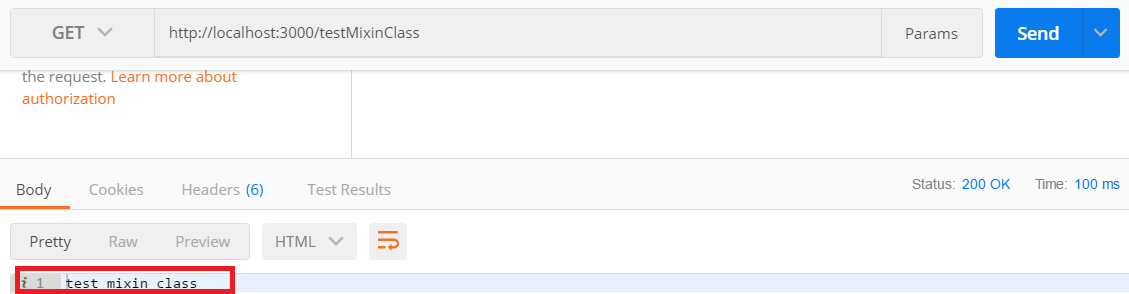 GET http://localhost:3000/testMixinClass Params Send
the request. Learn more about
authorization
Body Cookies Headers (6) Test Results Status: 200 OK Time: 100 ms
Pretty Raw Preview HTML
i 1 test mixin class